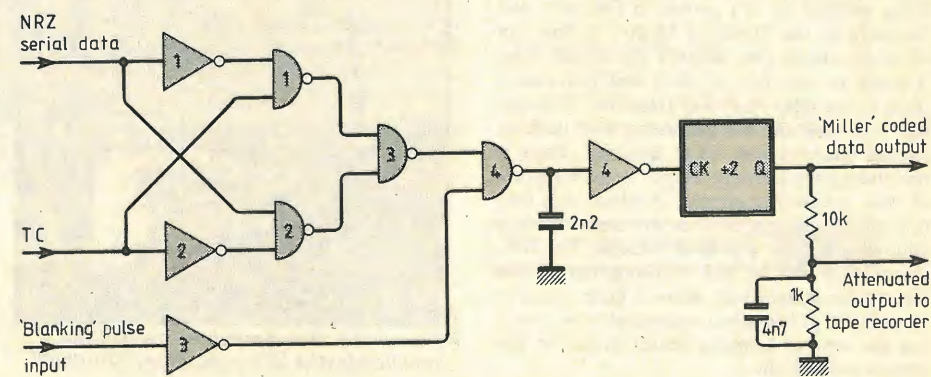 NRZ
serial data
1
1
3
4
4
CK ÷2 Q
'Miller' coded
data output
10k
2n2
TC
2
2
Attenuated
output to
tape recorder
1k
4n7
'Blanking' pulse
input
3